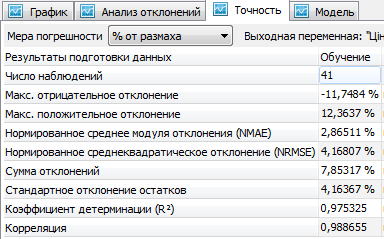 График Анализ отклонений Точность Модель
Мера погрешности % от размаха Выходная переменная: "Цін
Результаты подготовки данных Обучение
Число наблюдений 41
Макс. отрицательное отклонение -11,7484 %
Макс. положительное отклонение 12,3637 %
Нормированное среднее модуля отклонения (NMAE) 2,86511 %
Нормированное среднеквадратическое отклонение (NRMSE) 4,16807 %
Сумма отклонений 7,85317 %
Стандартное отклонение остатков 4,16367 %
Коэффициент детерминации (R²) 0,975325
Корреляция 0,988655